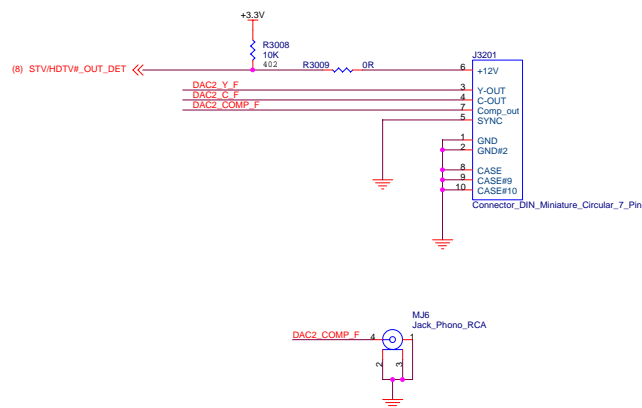 +3.3V
R3008
10K
402
(8) STV/HDTV#_OUT_DET
R3009 0R
J3201
6 +12V
DAC2_Y_F 3 Y-OUT
DAC2_C_F 4 C-OUT
DAC2_COMP_F 7 Comp_out
5 SYNC
1 GND
2 GND#2
8 CASE
9 CASE#9
10 CASE#10
Connector_DIN_Miniature_Circular_7_Pin
MJ6
Jack_Phono_RCA
DAC2_COMP_F 4 1
2 3